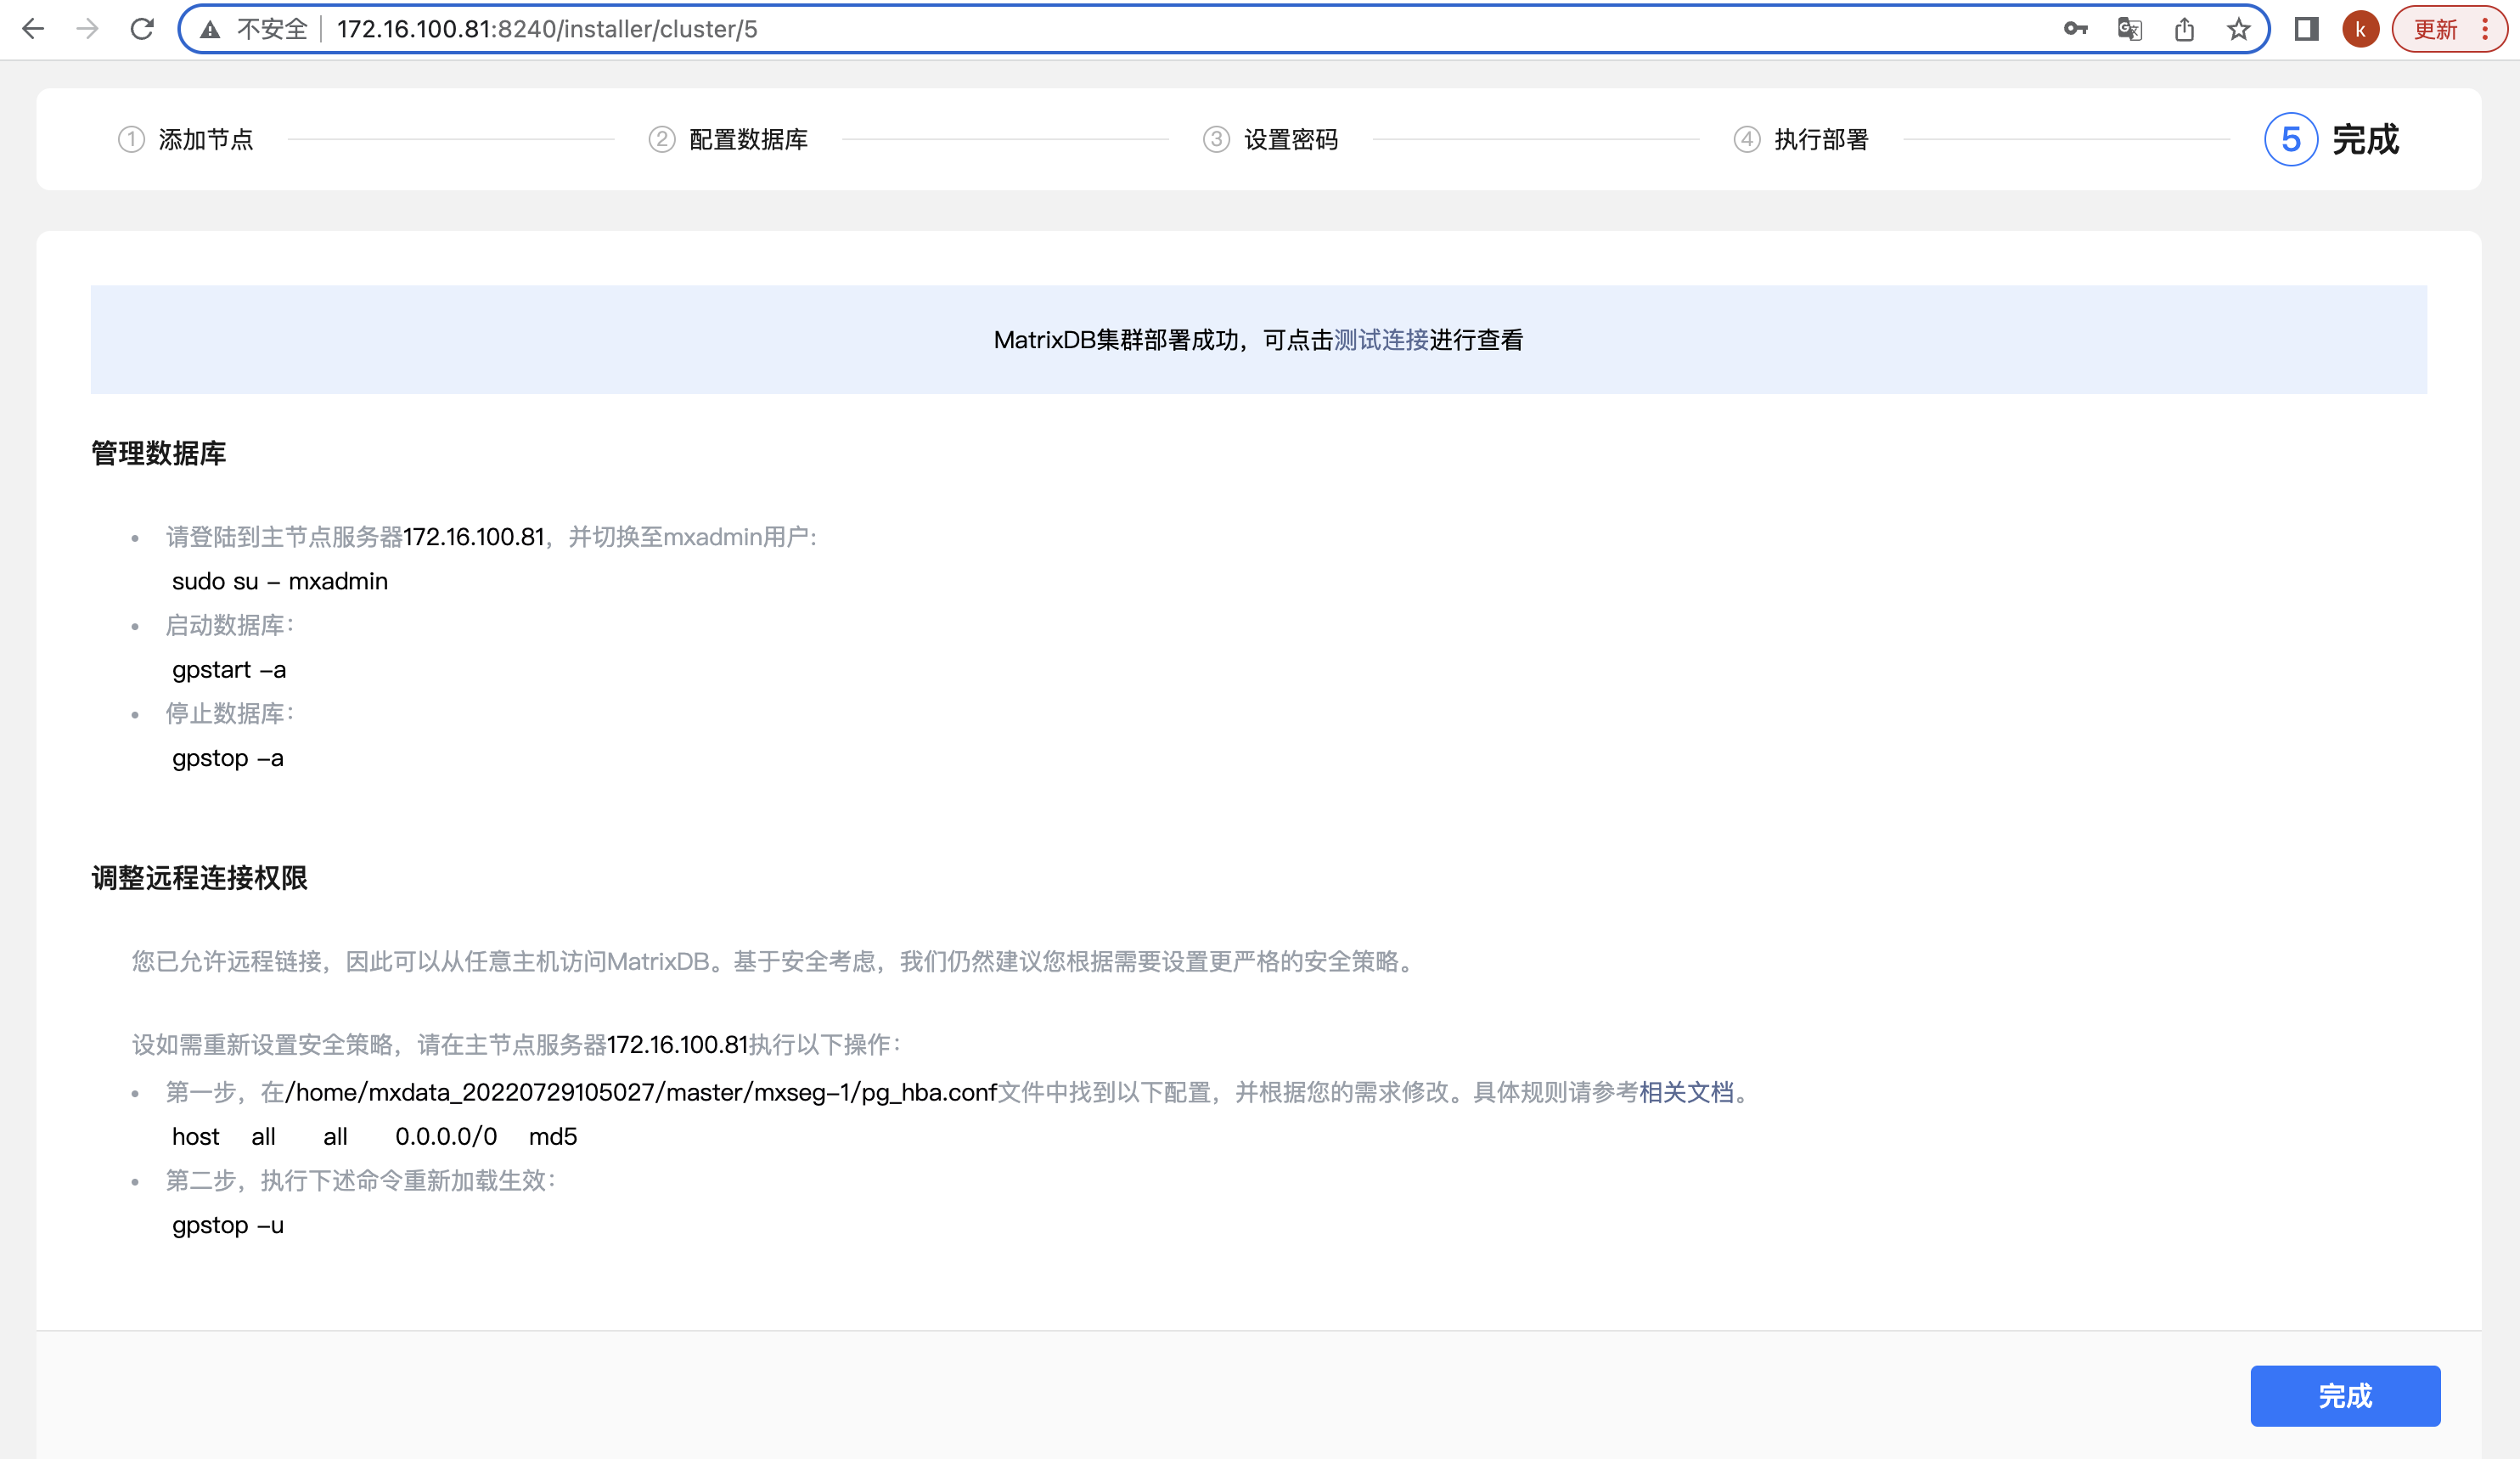 不安全 172.16.100.81:8240/installer/cluster/5 k 更新
1 添加节点 2 配置数据库 3 设置密码 4 执行部署 5 完成
MatrixDB集群部署成功，可点击测试连接进行查看
管理数据库
请登陆到主节点服务器172.16.100.81，并切换至mxadmin用户:
sudo su - mxadmin
启动数据库：
gpstart -a
停止数据库：
gpstop -a
调整远程连接权限
您已允许远程链接，因此可以从任意主机访问MatrixDB。基于安全考虑，我们仍然建议您根据需要设置更严格的安全策略。
设如需重新设置安全策略，请在主节点服务器172.16.100.81执行以下操作：
第一步，在/home/mxdata_20220729105027/master/mxseg-1/pg_hba.conf文件中找到以下配置，并根据您的需求修改。具体规则请参考相关文档。
host all all 0.0.0.0/0 md5
第二步，执行下述命令重新加载生效：
gpstop -u
完成